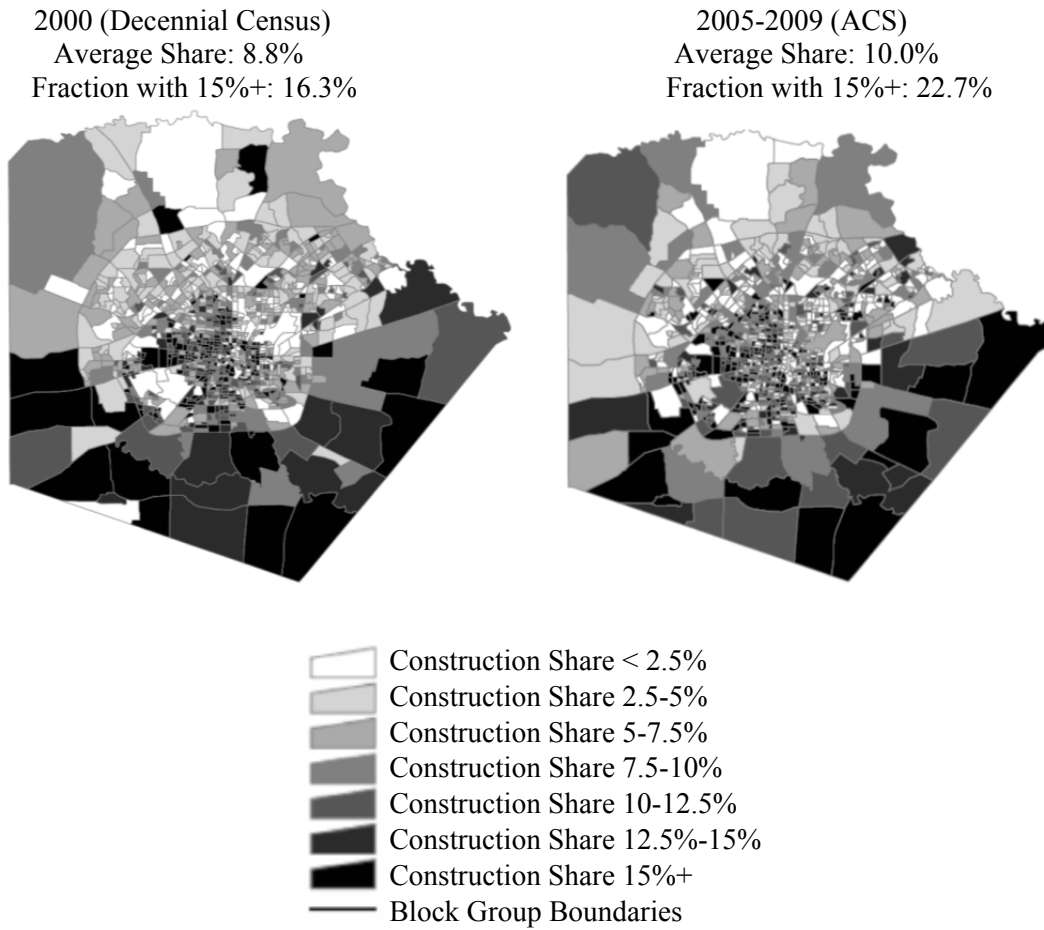 2000 (Decennial Census)
Average Share: 8.8%
Fraction with 15%+: 16.3%
2005-2009 (ACS)
Average Share: 10.0%
Fraction with 15%+: 22.7%
Construction Share < 2.5%
Construction Share 2.5-5%
Construction Share 5-7.5%
Construction Share 7.5-10%
Construction Share 10-12.5%
Construction Share 12.5%-15%
Construction Share 15%+
Block Group Boundaries